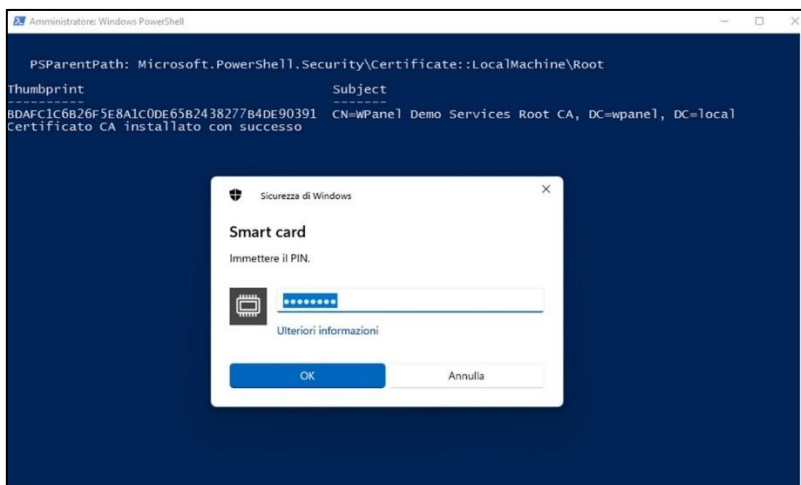 Amministratore: Windows PowerShell
PSParentPath: Microsoft.PowerShell.Security\Certificate::LocalMachine\Root
Thumbprint Subject
---------- -------
BDAFC1C6B26F5E8A1C0DE65B2438277B4DE90391 CN=WPanel Demo Services Root CA, DC=wpanel, DC=local
Certificato CA installato con successo
Sicurezza di Windows
Smart card
Immettere il PIN.
••••••••
Ulteriori informazioni
OK Annulla